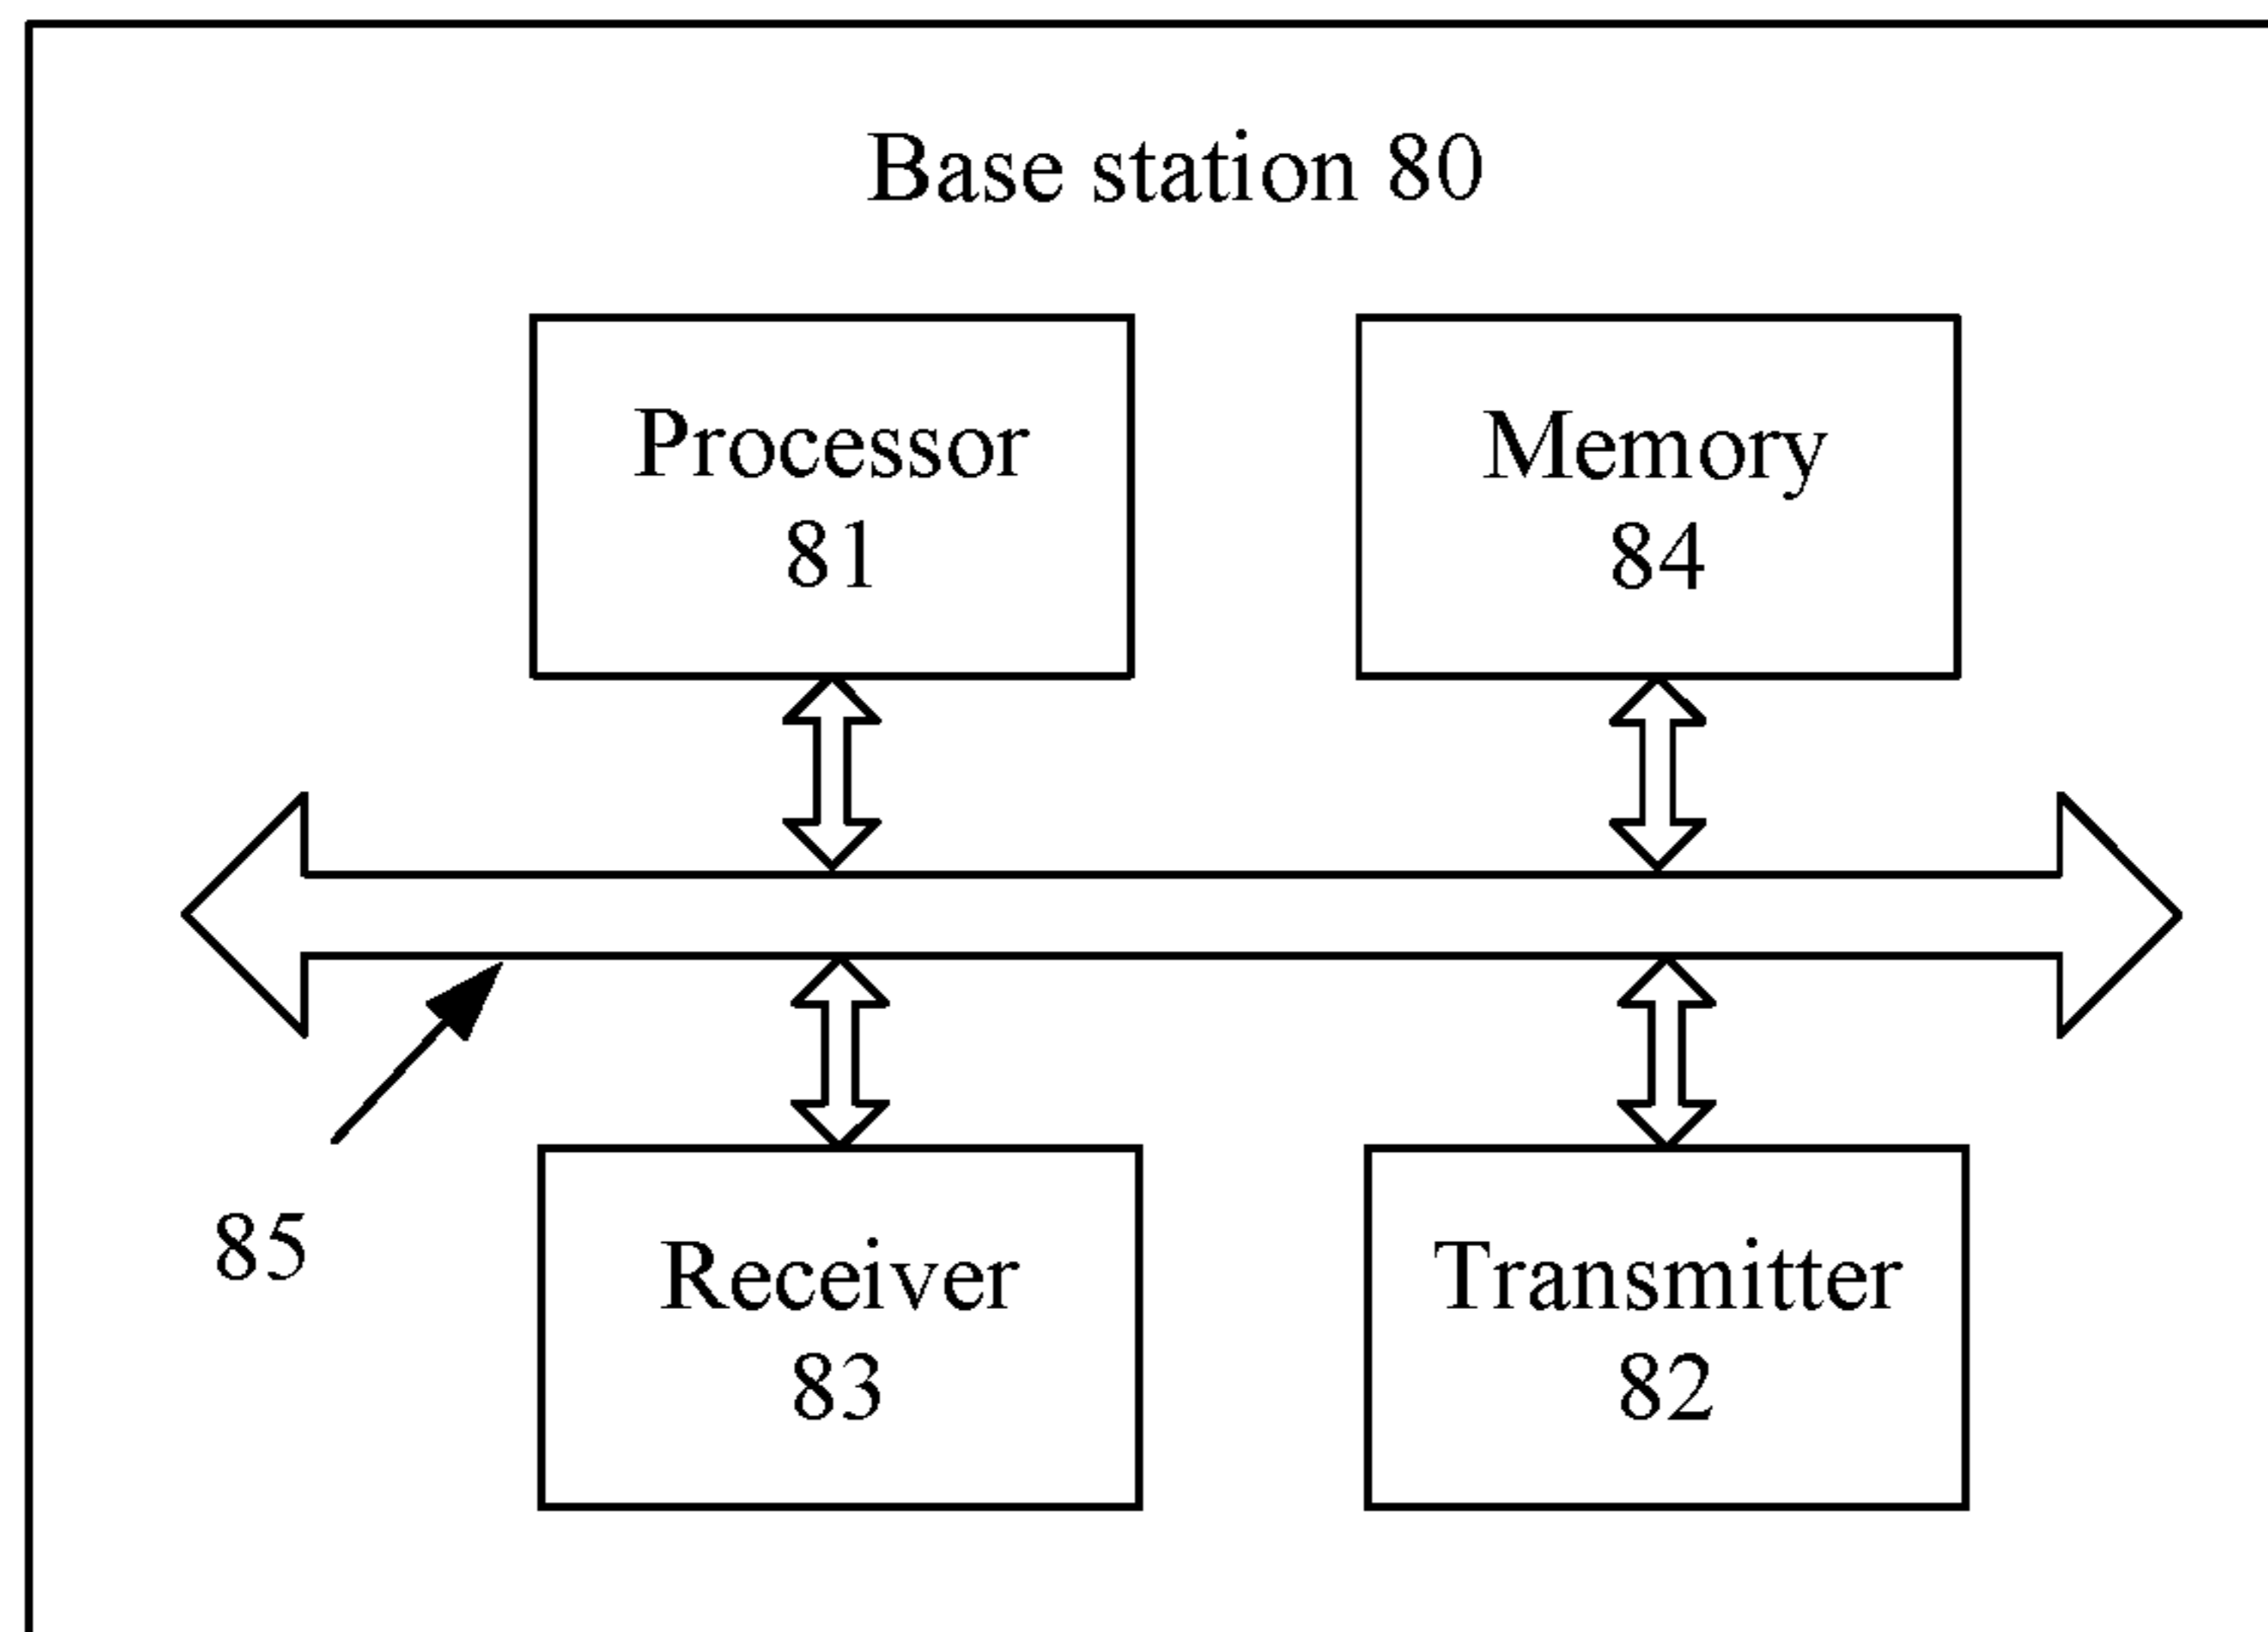 Base station 80
Processor
81
Memory
84
85
Receiver
83
Transmitter
82